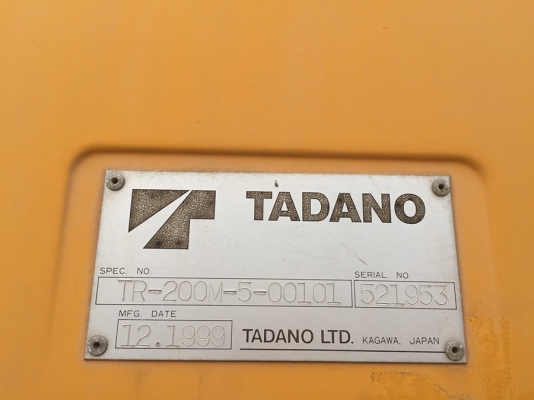 TADANO
SPEC. NO. SERIAL NO.
TR-200M-5-00101 521953
MFG. DATE
12.1999 TADANO LTD. KAGAWA, JAPAN